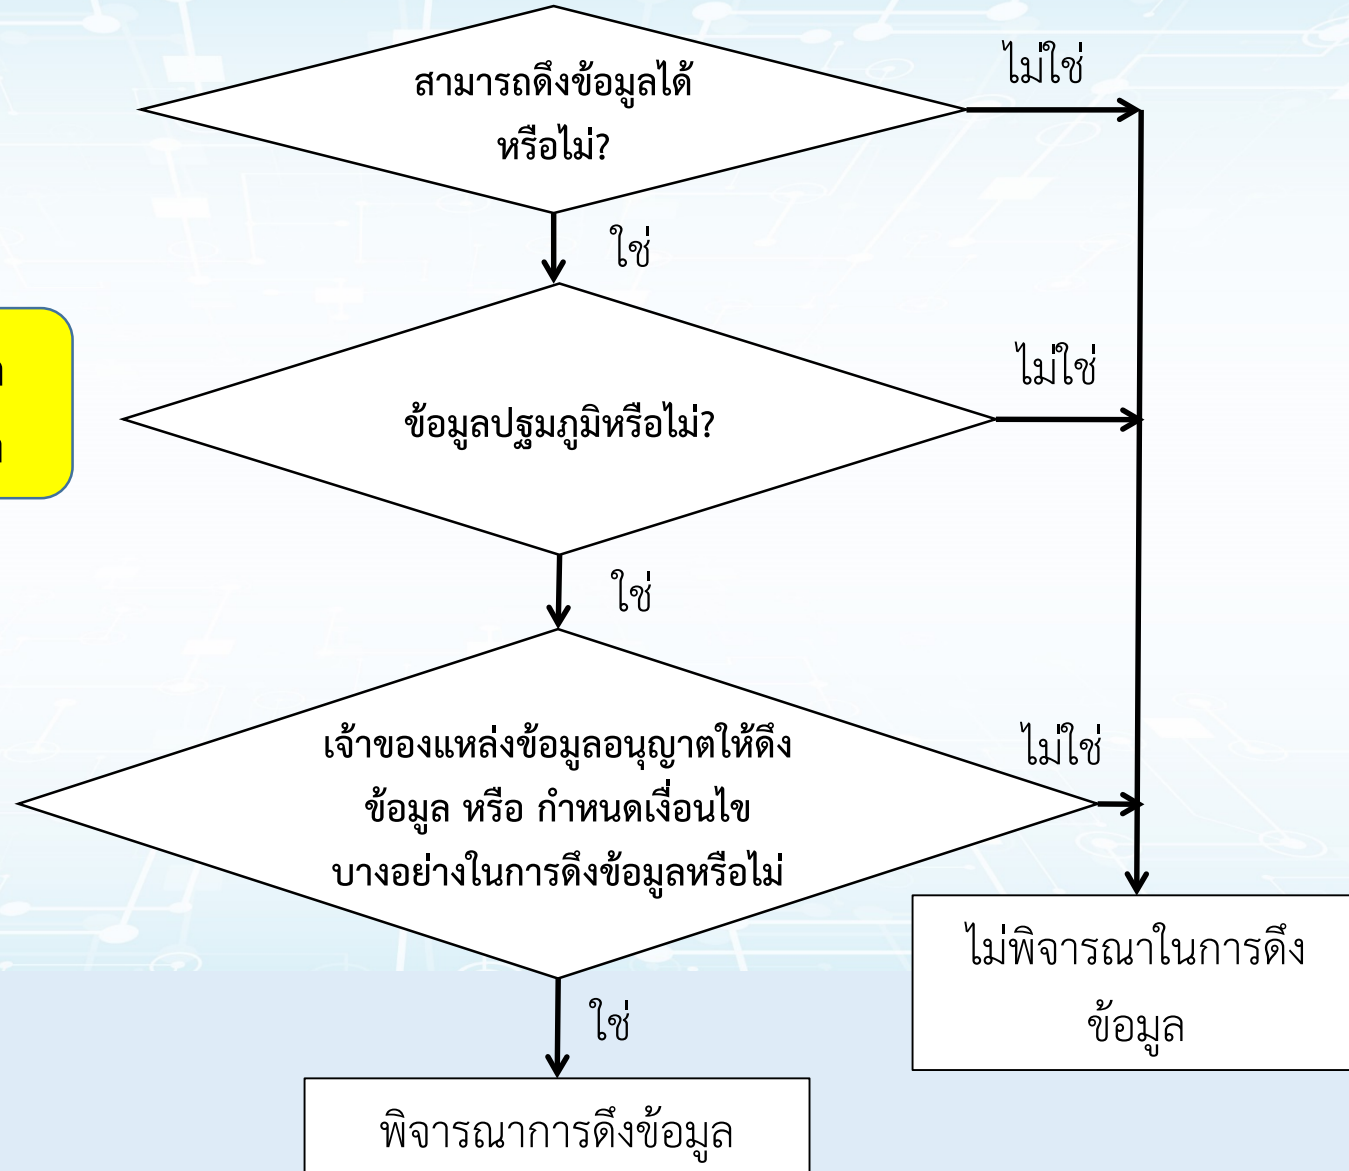 สามารถดึงข้อมูลได้
หรือไม่?
ไม่ใช่
ใช่
ข้อมูลปฐมภูมิหรือไม่?
ไม่ใช่
ใช่
เจ้าของแหล่งข้อมูลอนุญาตให้ดึง
ข้อมูล หรือ กำหนดเงื่อนไข
บางอย่างในการดึงข้อมูลหรือไม่
ไม่ใช่
ใช่
ไม่พิจารณาในการดึง
ข้อมูล
พิจารณาการดึงข้อมูล